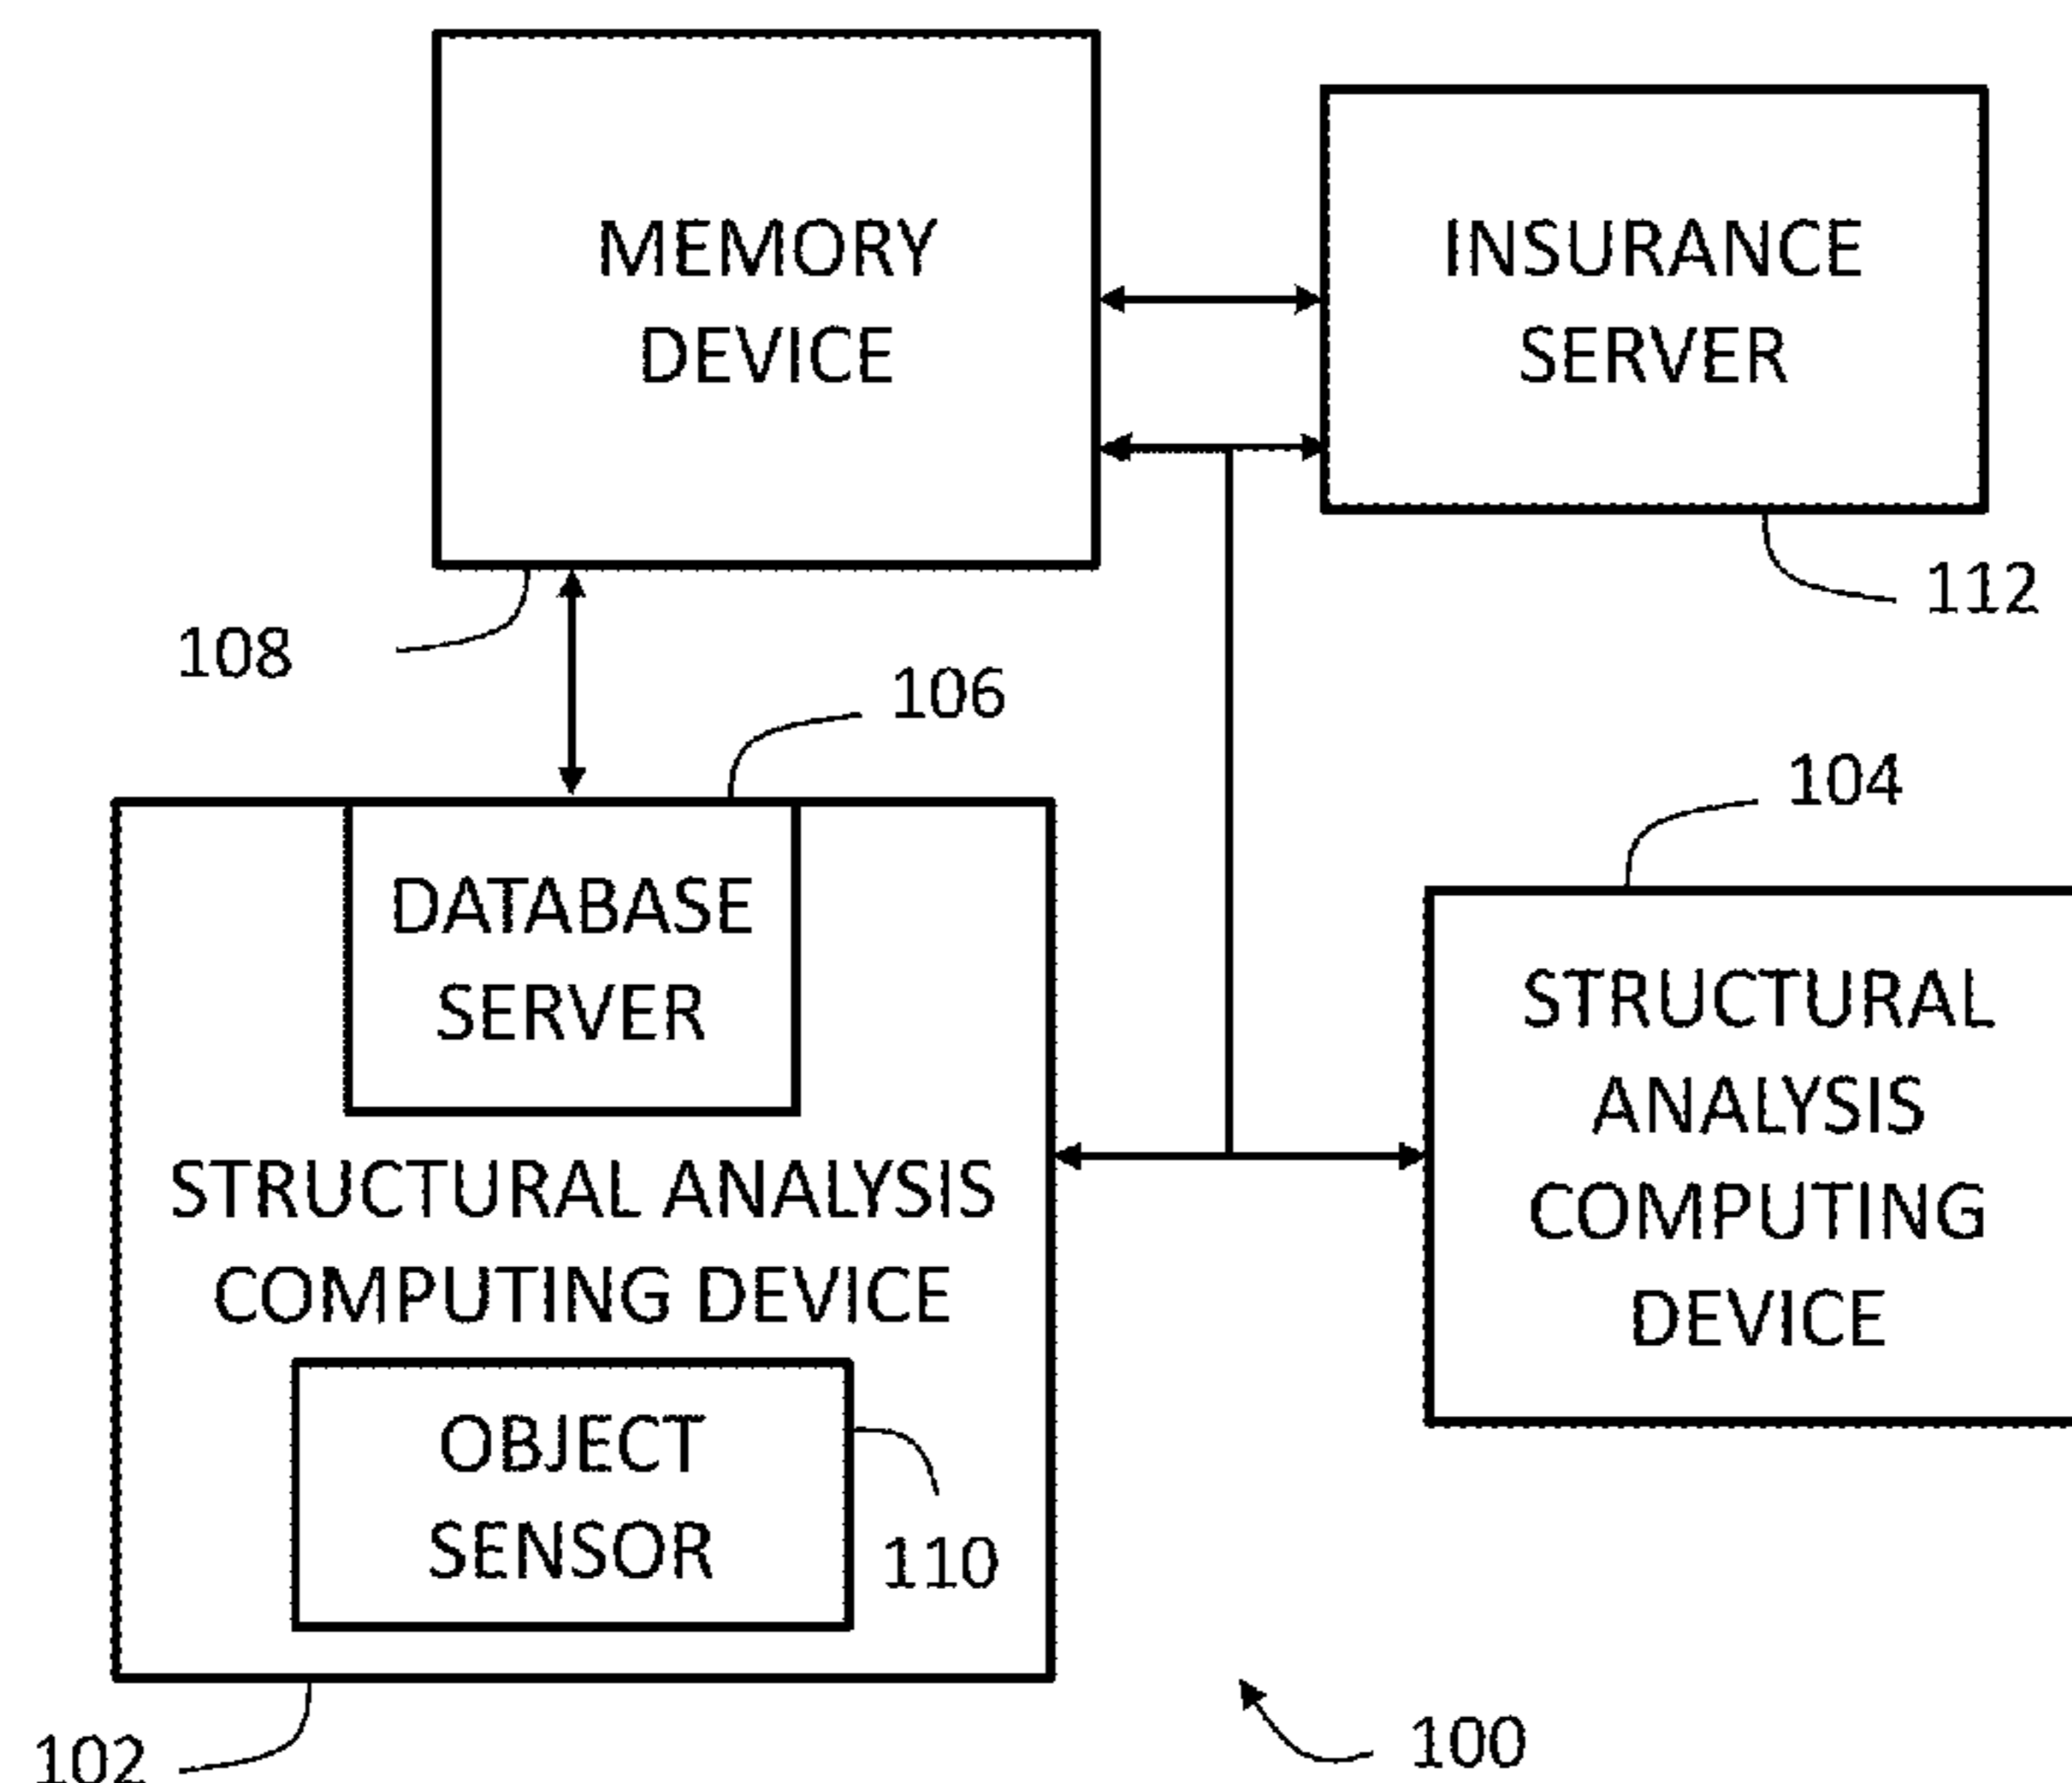 MEMORY
DEVICE
INSURANCE
SERVER
112
108
106
104
DATABASE
SERVER
STRUCTURAL ANALYSIS
COMPUTING DEVICE
STRUCTURAL
ANALYSIS
COMPUTING
DEVICE
OBJECT
SENSOR
110
102
100